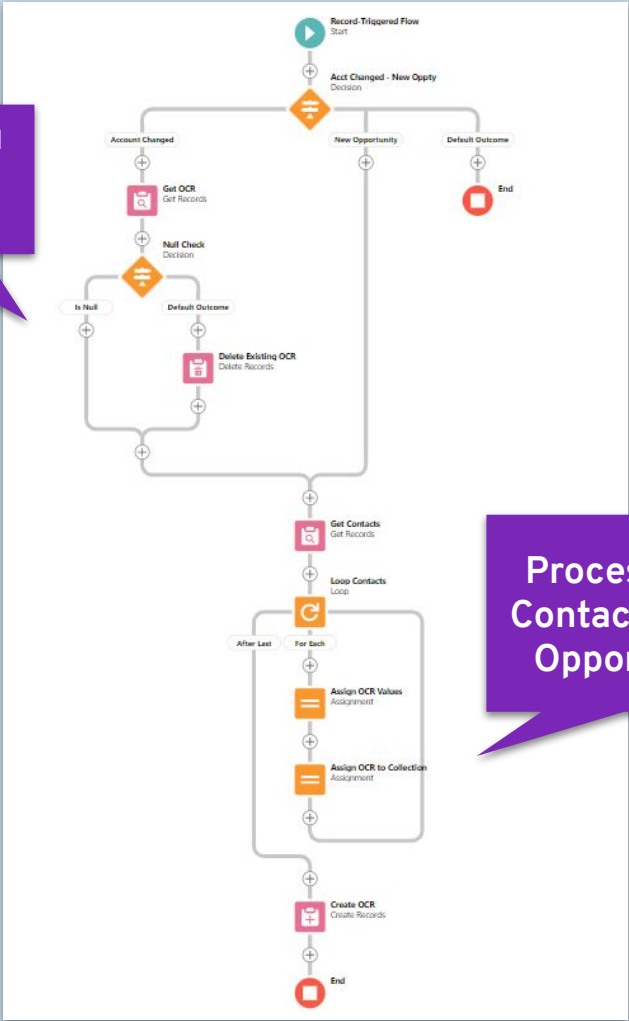 Record-Triggered Flow
Start
Acct Changed - New Oppty
Decision
Account Changed
New Opportunity
Default Outcome
Get OCR
Get Records
End
Null Check
Decision
Is Null
Default Outcome
Delete Existing OCR
Delete Records
Get Contacts
Get Records
Loop Contacts
Loop
After Last
For Each
Assign OCR Values
Assignment
Assign OCR to Collection
Assignment
Create OCR
Create Records
End